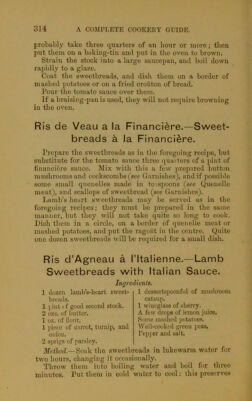 314 A COMPLETE COOKERY GUIDE.
probably take three quarters of an hour or more; then
put them on a baking-tin and put in the oven to brown.
Strain the stock into a large saucepan, and boil down
rapidly to a glaze.
Coat the sweetbreads, and dish them on a border of
mashed potatoes or on a fried croûton of bread.
Pour the tomato sauce over them.
If a braising-pan is used, they will not require browning
in the oven.
Ris de Veau a la Financière.—Sweet-
breads à la Financière.
Prepare the sweetbreads as in the foregoing recipe, but
substitute for the tomato sauce three quarters of a pint of
financière sauce. Mix with this a few prepared button
mushrooms and cockscombs (see Garnishes), and if possible
some small quenelles made in teaspoons (see Quenelle
meat), and scallops of sweetbread (see Garnishes).
Lamb's heart sweetbreads may be served as in the
foregoing recipes; they must be prepared in the same
manner, but they will not take quite so long to cook.
Dish them in a circle, on a border of quenelle meat or
mashed potatoes, and put the ragoût in the centre. Quite
one dozen sweetbreads will be required for a small dish.
Ris d'Agneau à l'Italienne.—Lamb
Sweetbreads with Italian Sauce.
Ingredients.
1 dozen lamb's-heart sweet-
breads.
1 pint of good second stock.
2 ozs. of butter.
1 oz. of flour.
1 piece of carrot, turnip, and
onion.
2 sprigs of parsley.
1 dessertspoonful of mushroom
catsup.
1 wineglass of sherry.
A few drops of lemon juice.
Some mashed potatoes.
Well-cooked green peas.
Pepper and salt.
Method.—Soak the sweetbreads in lukewarm water for
two hours, changing it occasionally.
Throw them into boiling water and boil for three
minutes. Put them in cold water to cool: this preserves